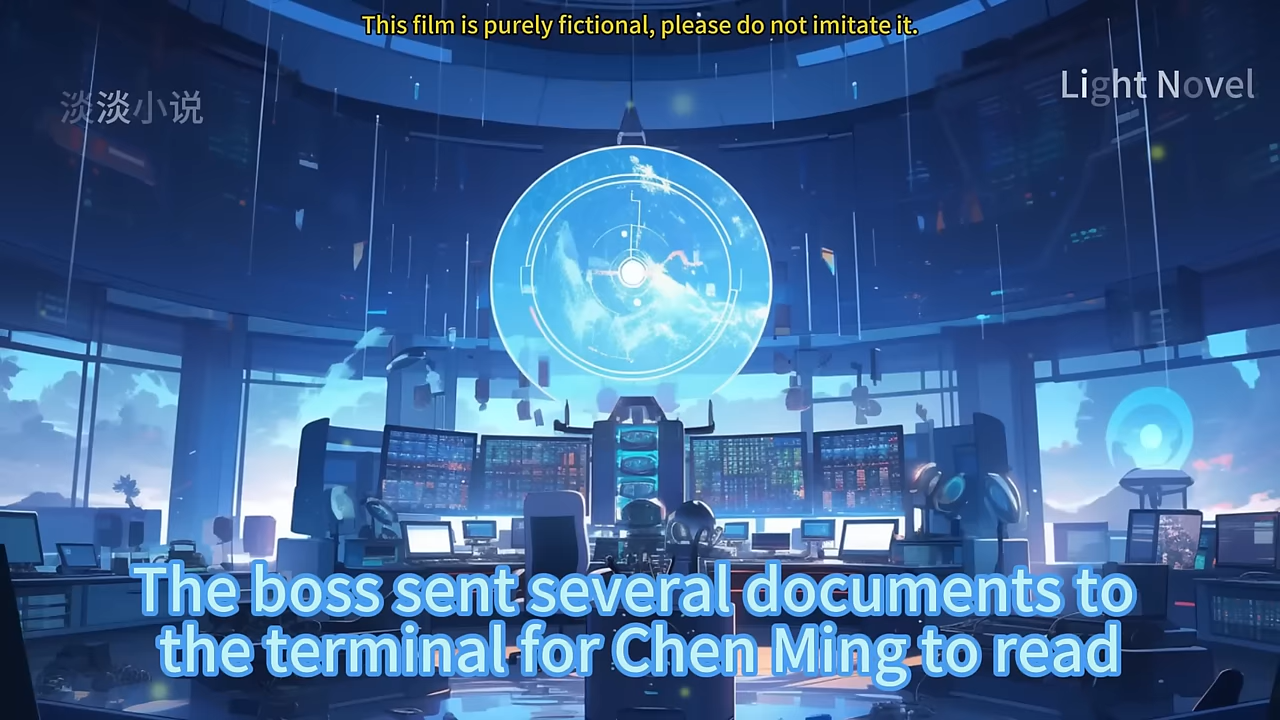 This film is purely fictional, please do not imitate it.
Light Novel
淡淡小说
The boss sent several documents to
the terminal for Chen Ming to read